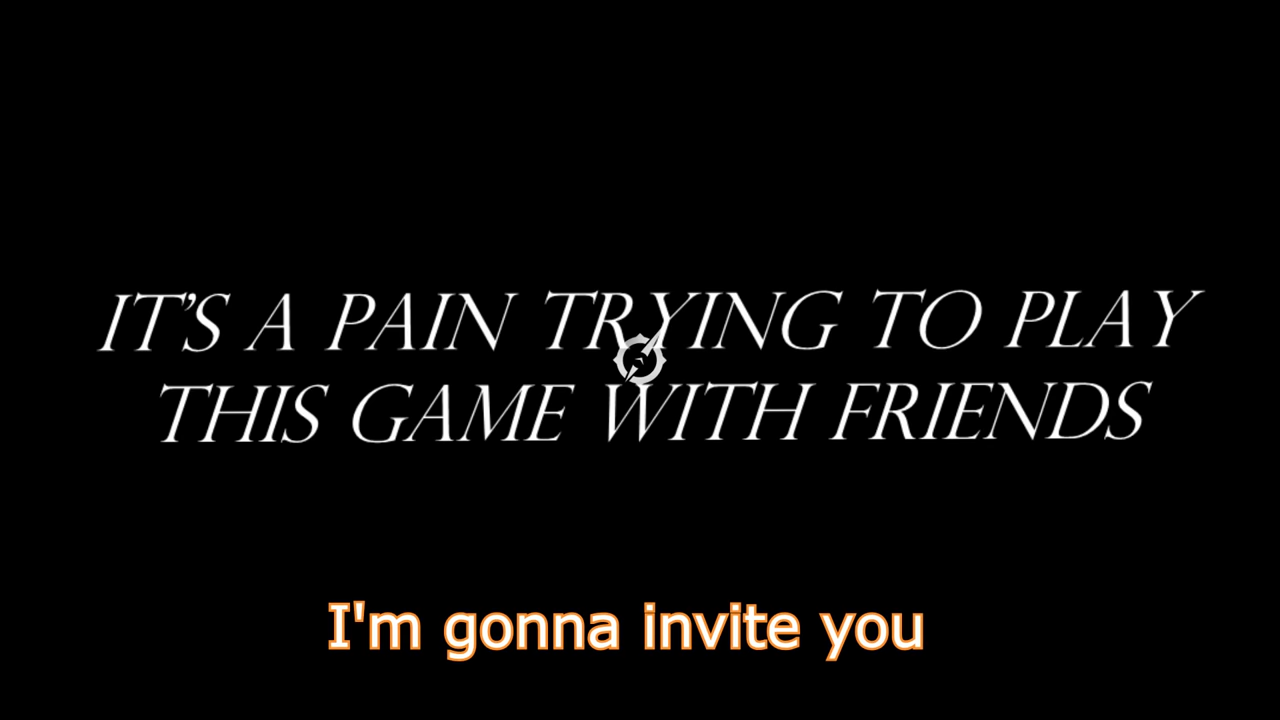 IT'S A PAIN TRYING TO PLAY
THIS GAME WITH FRIENDS
I'm gonna invite you